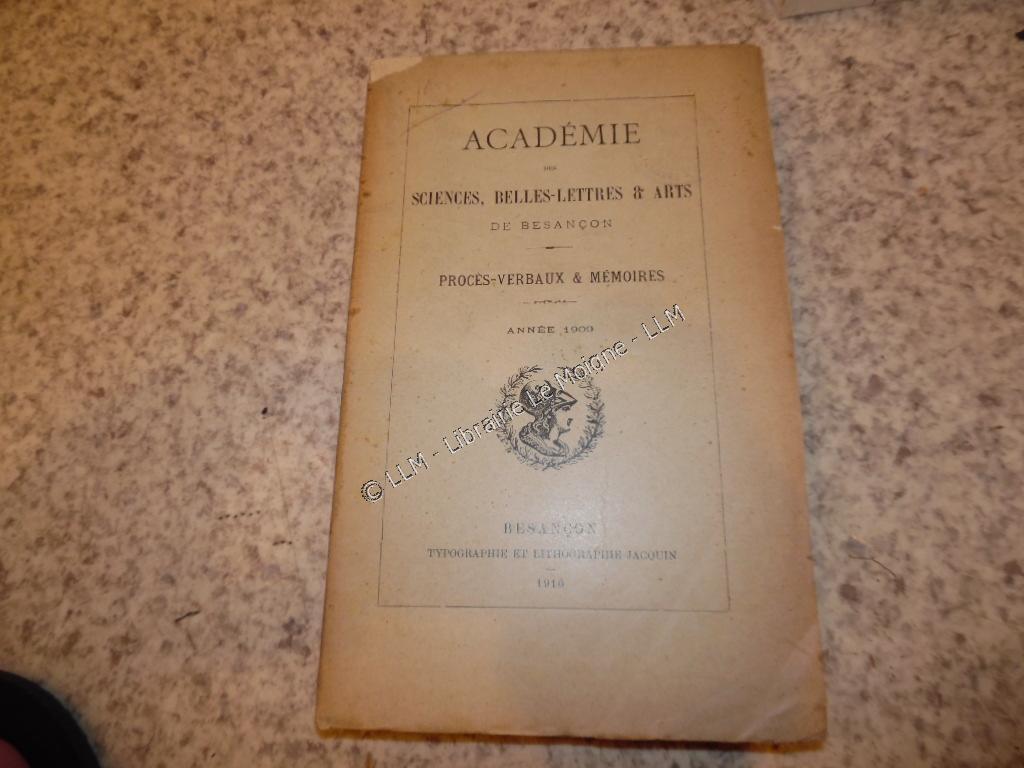 ACADÉMIE
DES
SCIENCES, BELLES-LETTRES & ARTS
DE BESANÇON
PROCÈS-VERBAUX & MÉMOIRES
ANNÉE 1909
© LLM - Librairie Le Moigne - LLM
BESANÇON
TYPOGRAPHIE ET LITHOGRAPHIE JACQUIN
1910